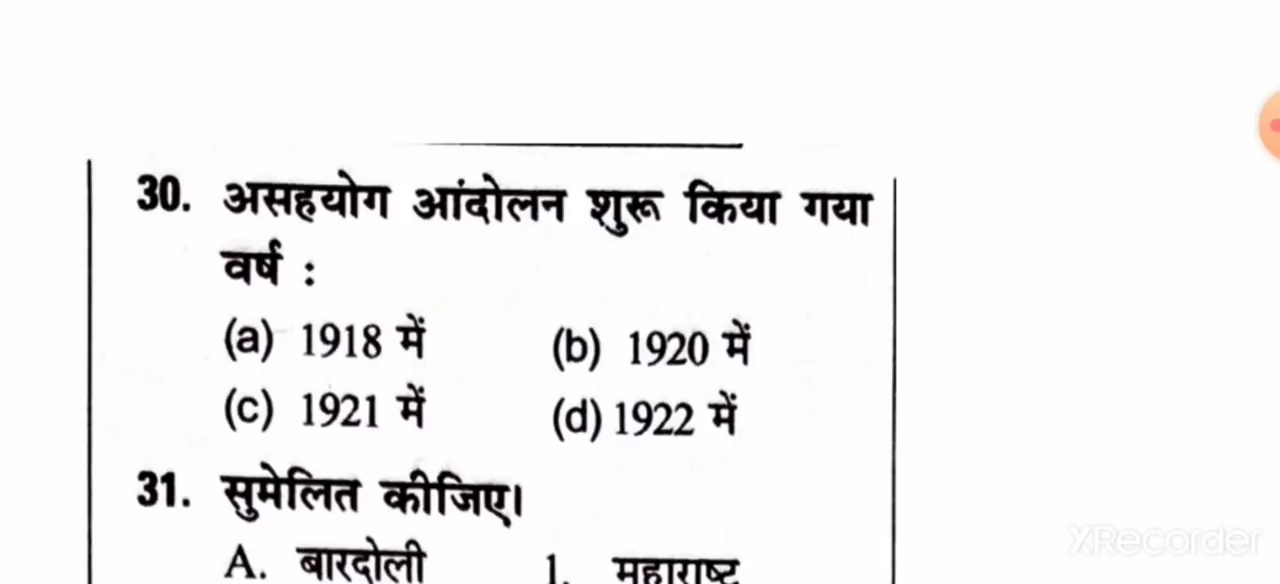 30. असहयोग आंदोलन शुरू किया गया
वर्ष :
(a) 1918 में (b) 1920 में
(c) 1921 में (d) 1922 में
31. सुमेलित कीजिए।
A. बारदोली 1. महाराष्ट्र
XRecorder